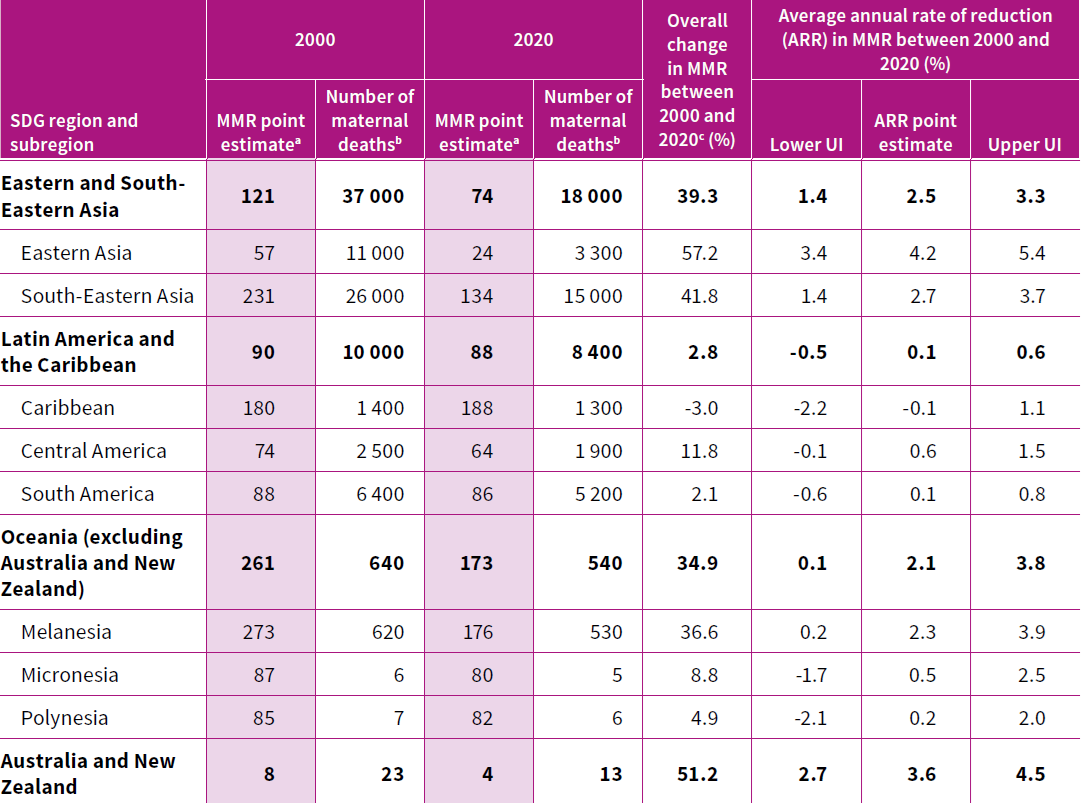 SDG region and subregion | 2000 | 2020 | Overall change in MMR between 2000 and 2020ᶜ (%) | Average annual rate of reduction (ARR) in MMR between 2000 and 2020 (%)
MMR point estimateᵃ | Number of maternal deathsᵇ | MMR point estimateᵃ | Number of maternal deathsᵇ | Lower UI | ARR point estimate | Upper UI
Eastern and South-Eastern Asia | 121 | 37 000 | 74 | 18 000 | 39.3 | 1.4 | 2.5 | 3.3
Eastern Asia | 57 | 11 000 | 24 | 3 300 | 57.2 | 3.4 | 4.2 | 5.4
South-Eastern Asia | 231 | 26 000 | 134 | 15 000 | 41.8 | 1.4 | 2.7 | 3.7
Latin America and the Caribbean | 90 | 10 000 | 88 | 8 400 | 2.8 | -0.5 | 0.1 | 0.6
Caribbean | 180 | 1 400 | 188 | 1 300 | -3.0 | -2.2 | -0.1 | 1.1
Central America | 74 | 2 500 | 64 | 1 900 | 11.8 | -0.1 | 0.6 | 1.5
South America | 88 | 6 400 | 86 | 5 200 | 2.1 | -0.6 | 0.1 | 0.8
Oceania (excluding Australia and New Zealand) | 261 | 640 | 173 | 540 | 34.9 | 0.1 | 2.1 | 3.8
Melanesia | 273 | 620 | 176 | 530 | 36.6 | 0.2 | 2.3 | 3.9
Micronesia | 87 | 6 | 80 | 5 | 8.8 | -1.7 | 0.5 | 2.5
Polynesia | 85 | 7 | 82 | 6 | 4.9 | -2.1 | 0.2 | 2.0
Australia and New Zealand | 8 | 23 | 4 | 13 | 51.2 | 2.7 | 3.6 | 4.5